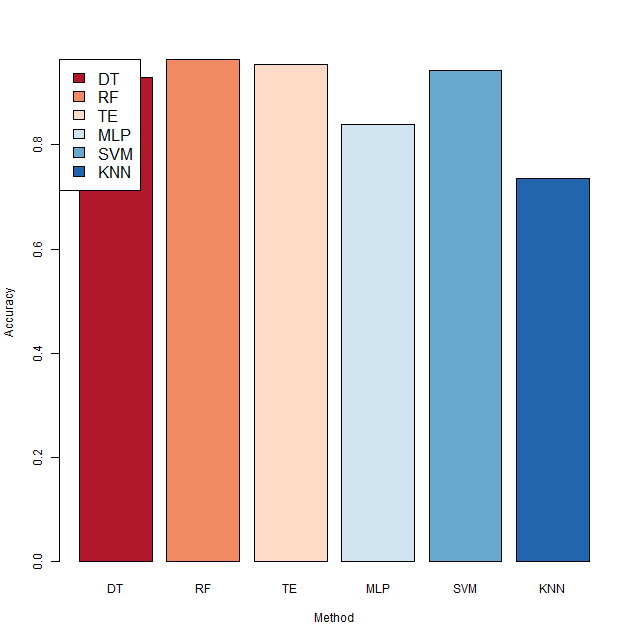 DT
RF
TE
MLP
SVM
KNN
0.8
0.6
0.4
0.2
0.0
Accuracy
DT RF TE MLP SVM KNN
Method